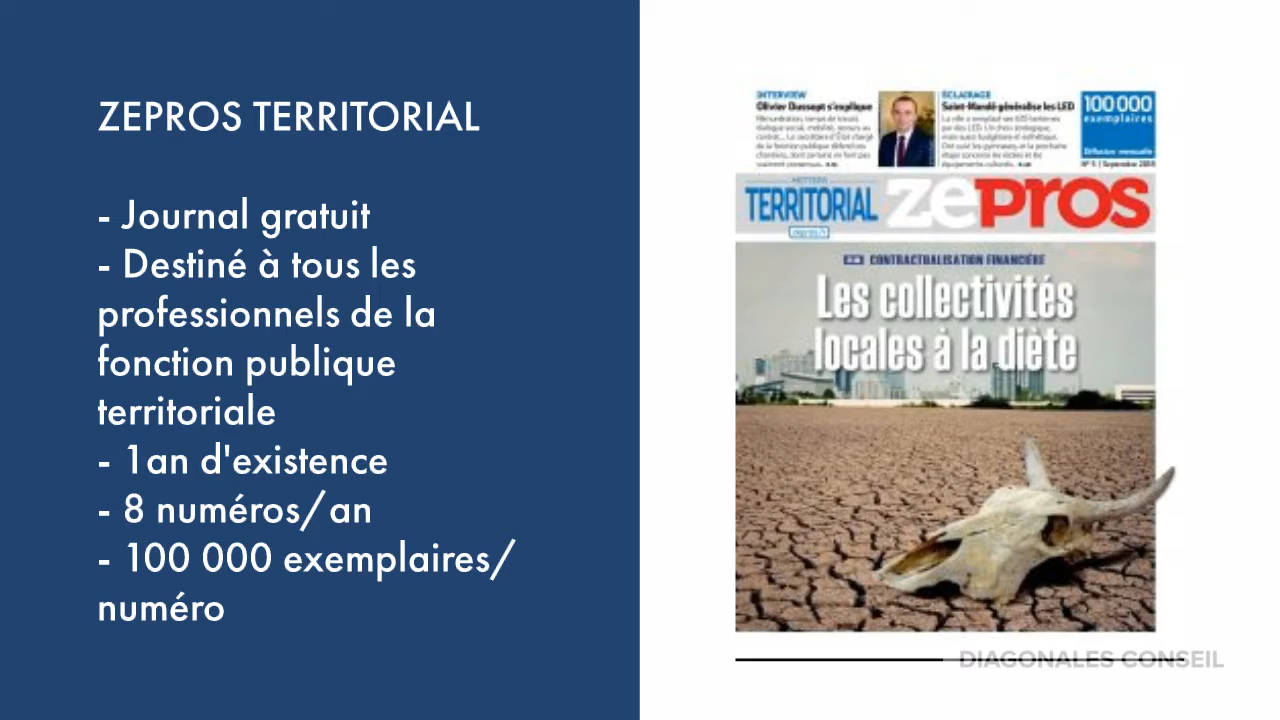 ZEPROS TERRITORIAL
- Journal gratuit
- Destiné à tous les
professionnels de la
fonction publique
territoriale
- 1an d'existence
- 8 numéros/an
- 100 000 exemplaires/
numéro
INTERVIEW
Olivier Dussopt s'explique
ÉCLAIRAGE
Saint-Mandé généralise les LED
100 000
exemplaires
Diffusion mensuelle
MÉTIERS
TERRITORIAL
zepros
CONTRACTUALISATION FINANCIÈRE
Les collectivités
locales à la diète
DIAGONALES CONSEIL